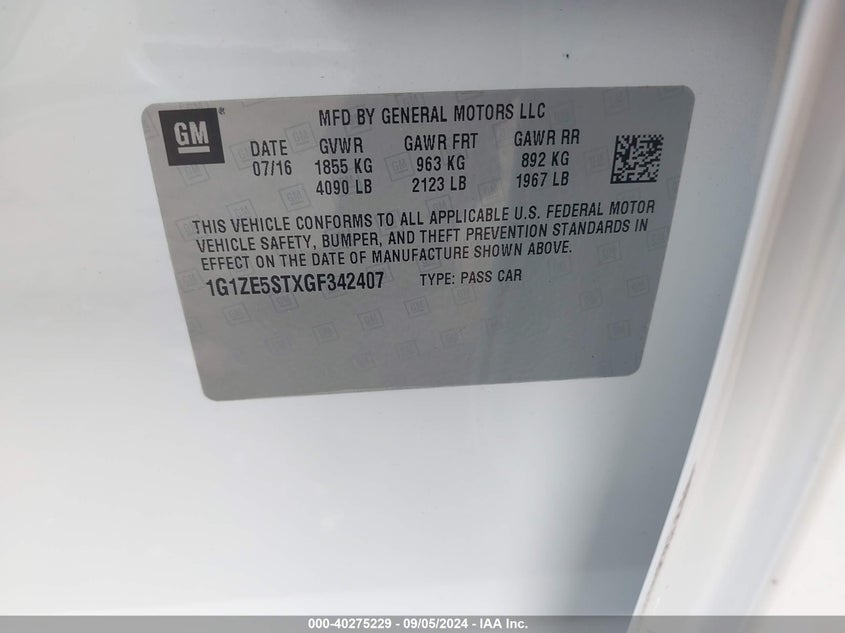 GM
MFD BY GENERAL MOTORS LLC
DATE GVWR GAWR FRT GAWR RR
07/16 1855 KG 963 KG 892 KG
4090 LB 2123 LB 1967 LB
THIS VEHICLE CONFORMS TO ALL APPLICABLE U.S. FEDERAL MOTOR
VEHICLE SAFETY, BUMPER, AND THEFT PREVENTION STANDARDS IN
EFFECT ON THE DATE OF MANUFACTURE SHOWN ABOVE.
1G1ZE5STXGF342407 TYPE: PASS CAR
000-40275229 - 09/05/2024 - IAA Inc.